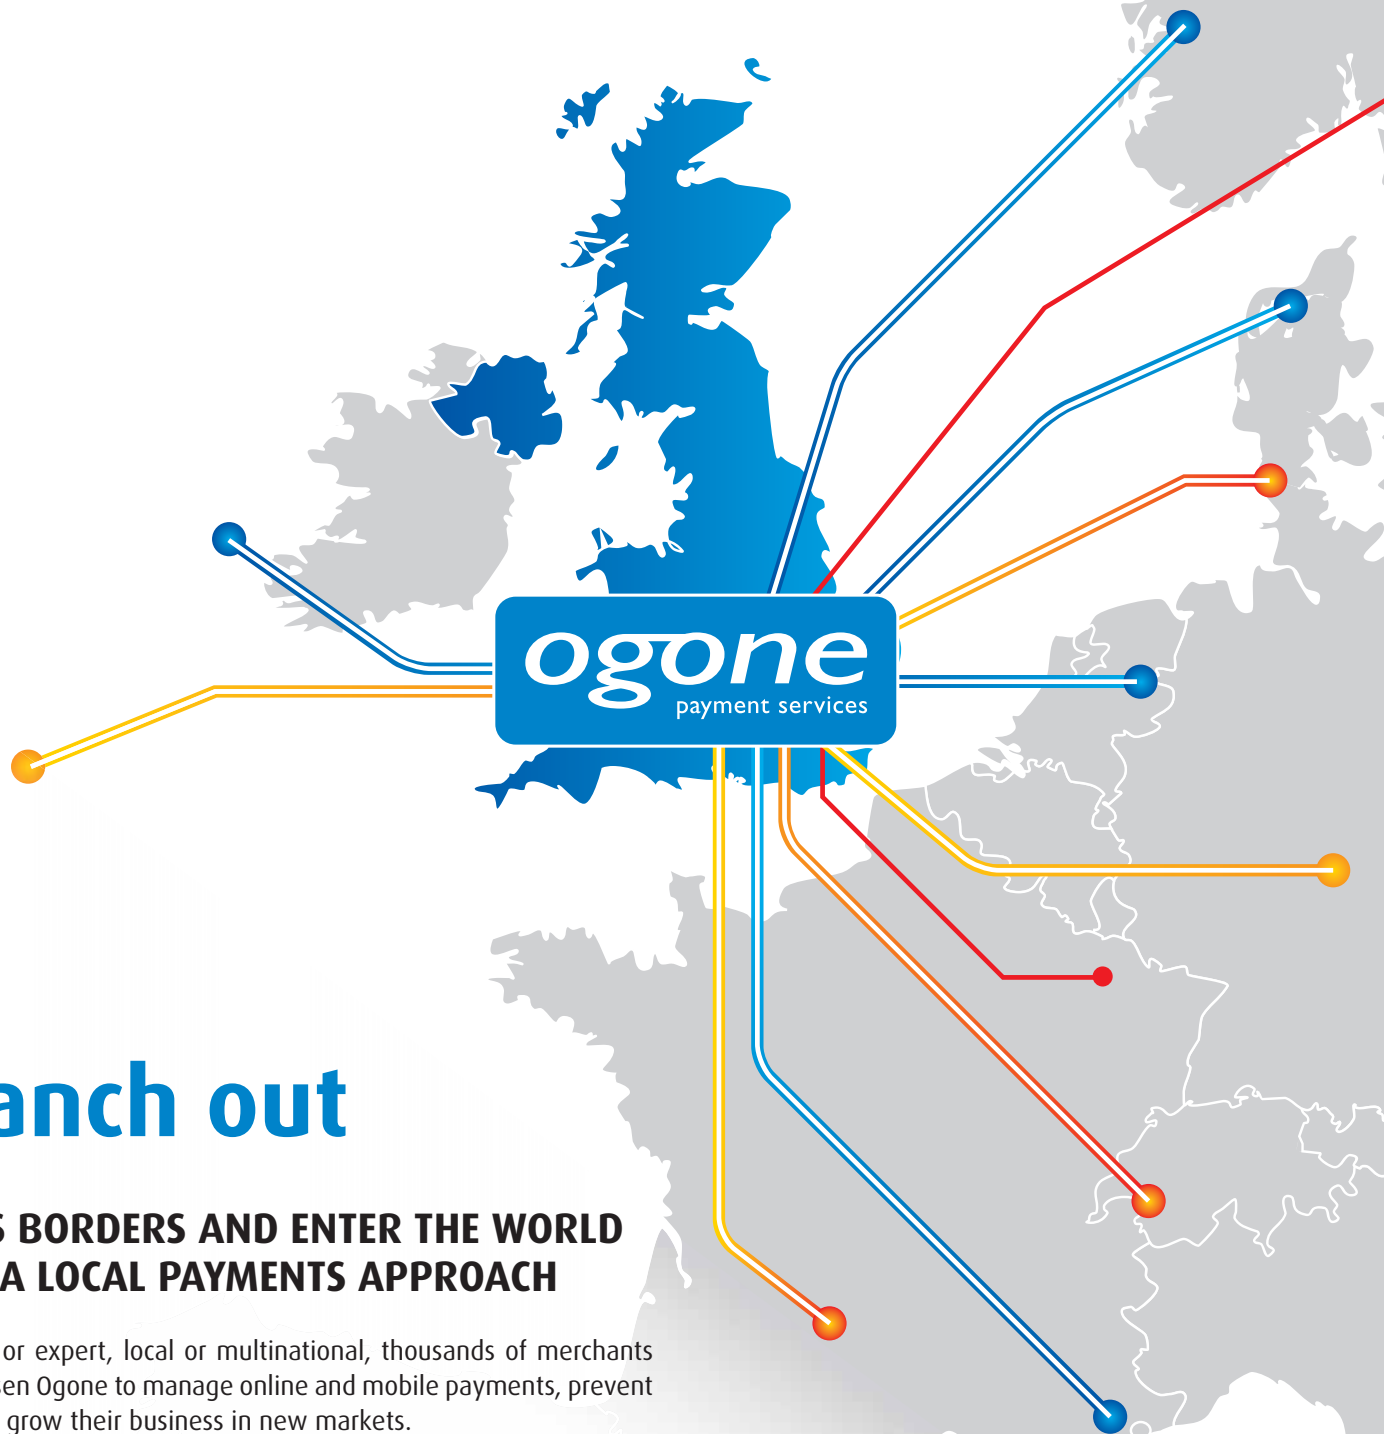 ogone
payment services
anch out
S BORDERS AND ENTER THE WORLD
A LOCAL PAYMENTS APPROACH
or expert, local or multinational, thousands of merchants
sen Ogone to manage online and mobile payments, prevent
grow their business in new markets.